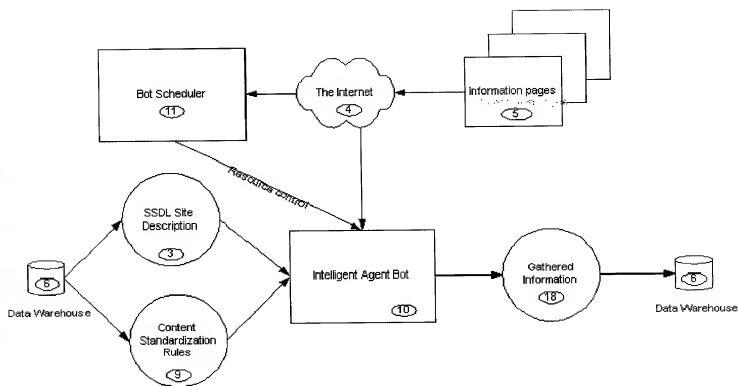 Bot Scheduler
11
The Internet
4
Information pages
5
Resource control
SSDL Site
Description
3
6
Data Warehouse
Content
Standardization
Rules
9
Intelligent Agent Bot
10
Gathered
Information
18
6
Data Warehouse